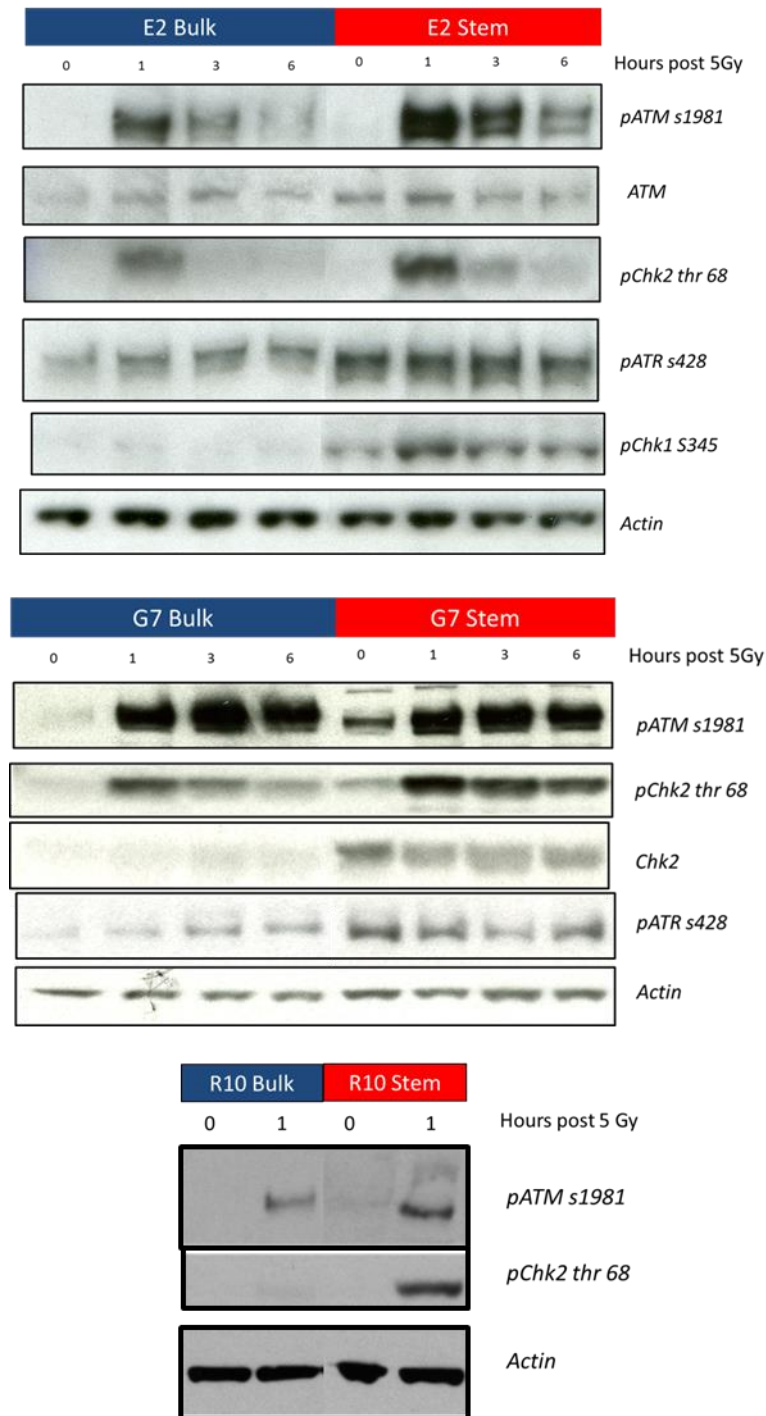 E2 Bulk E2 Stem
0 1 3 6 0 1 3 6 Hours post 5Gy
pATM s1981
ATM
pChk2 thr 68
pATR s428
pChk1 S345
Actin
G7 Bulk G7 Stem
0 1 3 6 0 1 3 6 Hours post 5Gy
pATM s1981
pChk2 thr 68
Chk2
pATR s428
Actin
R10 Bulk R10 Stem
0 1 0 1 Hours post 5 Gy
pATM s1981
pChk2 thr 68
Actin